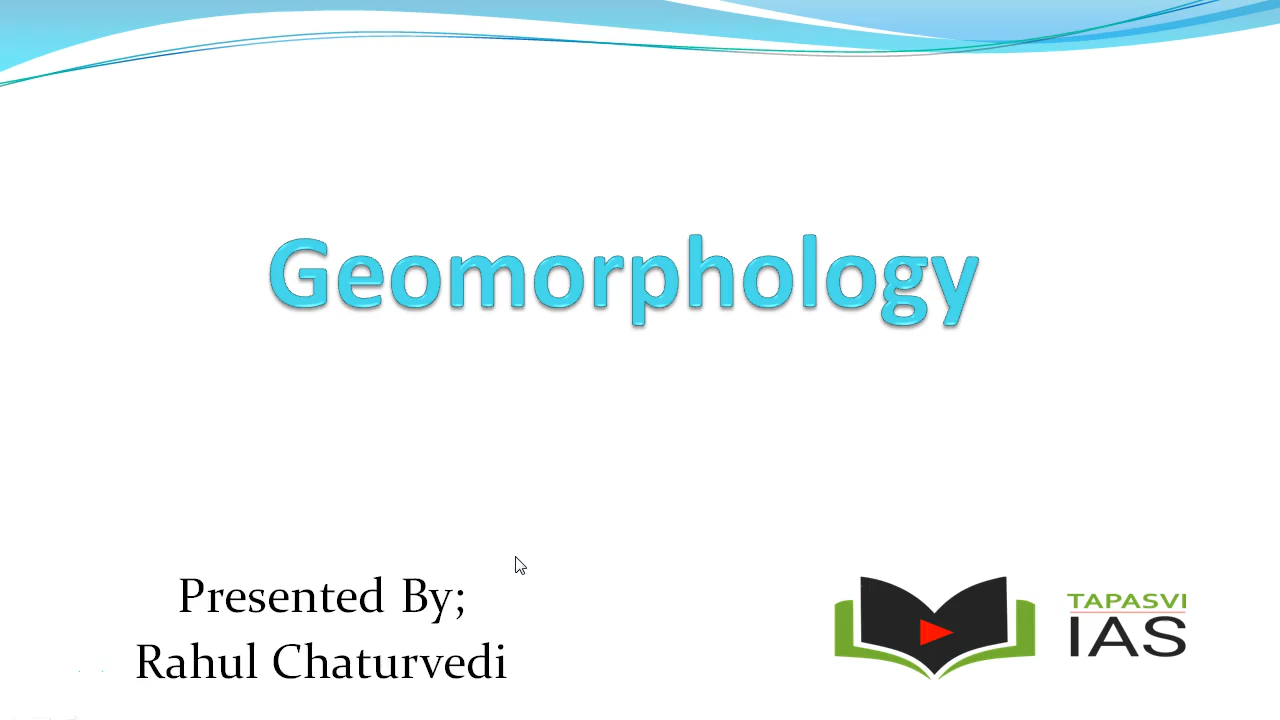 Geomorphology
Presented By;
Rahul Chaturvedi
TAPASVI
IAS